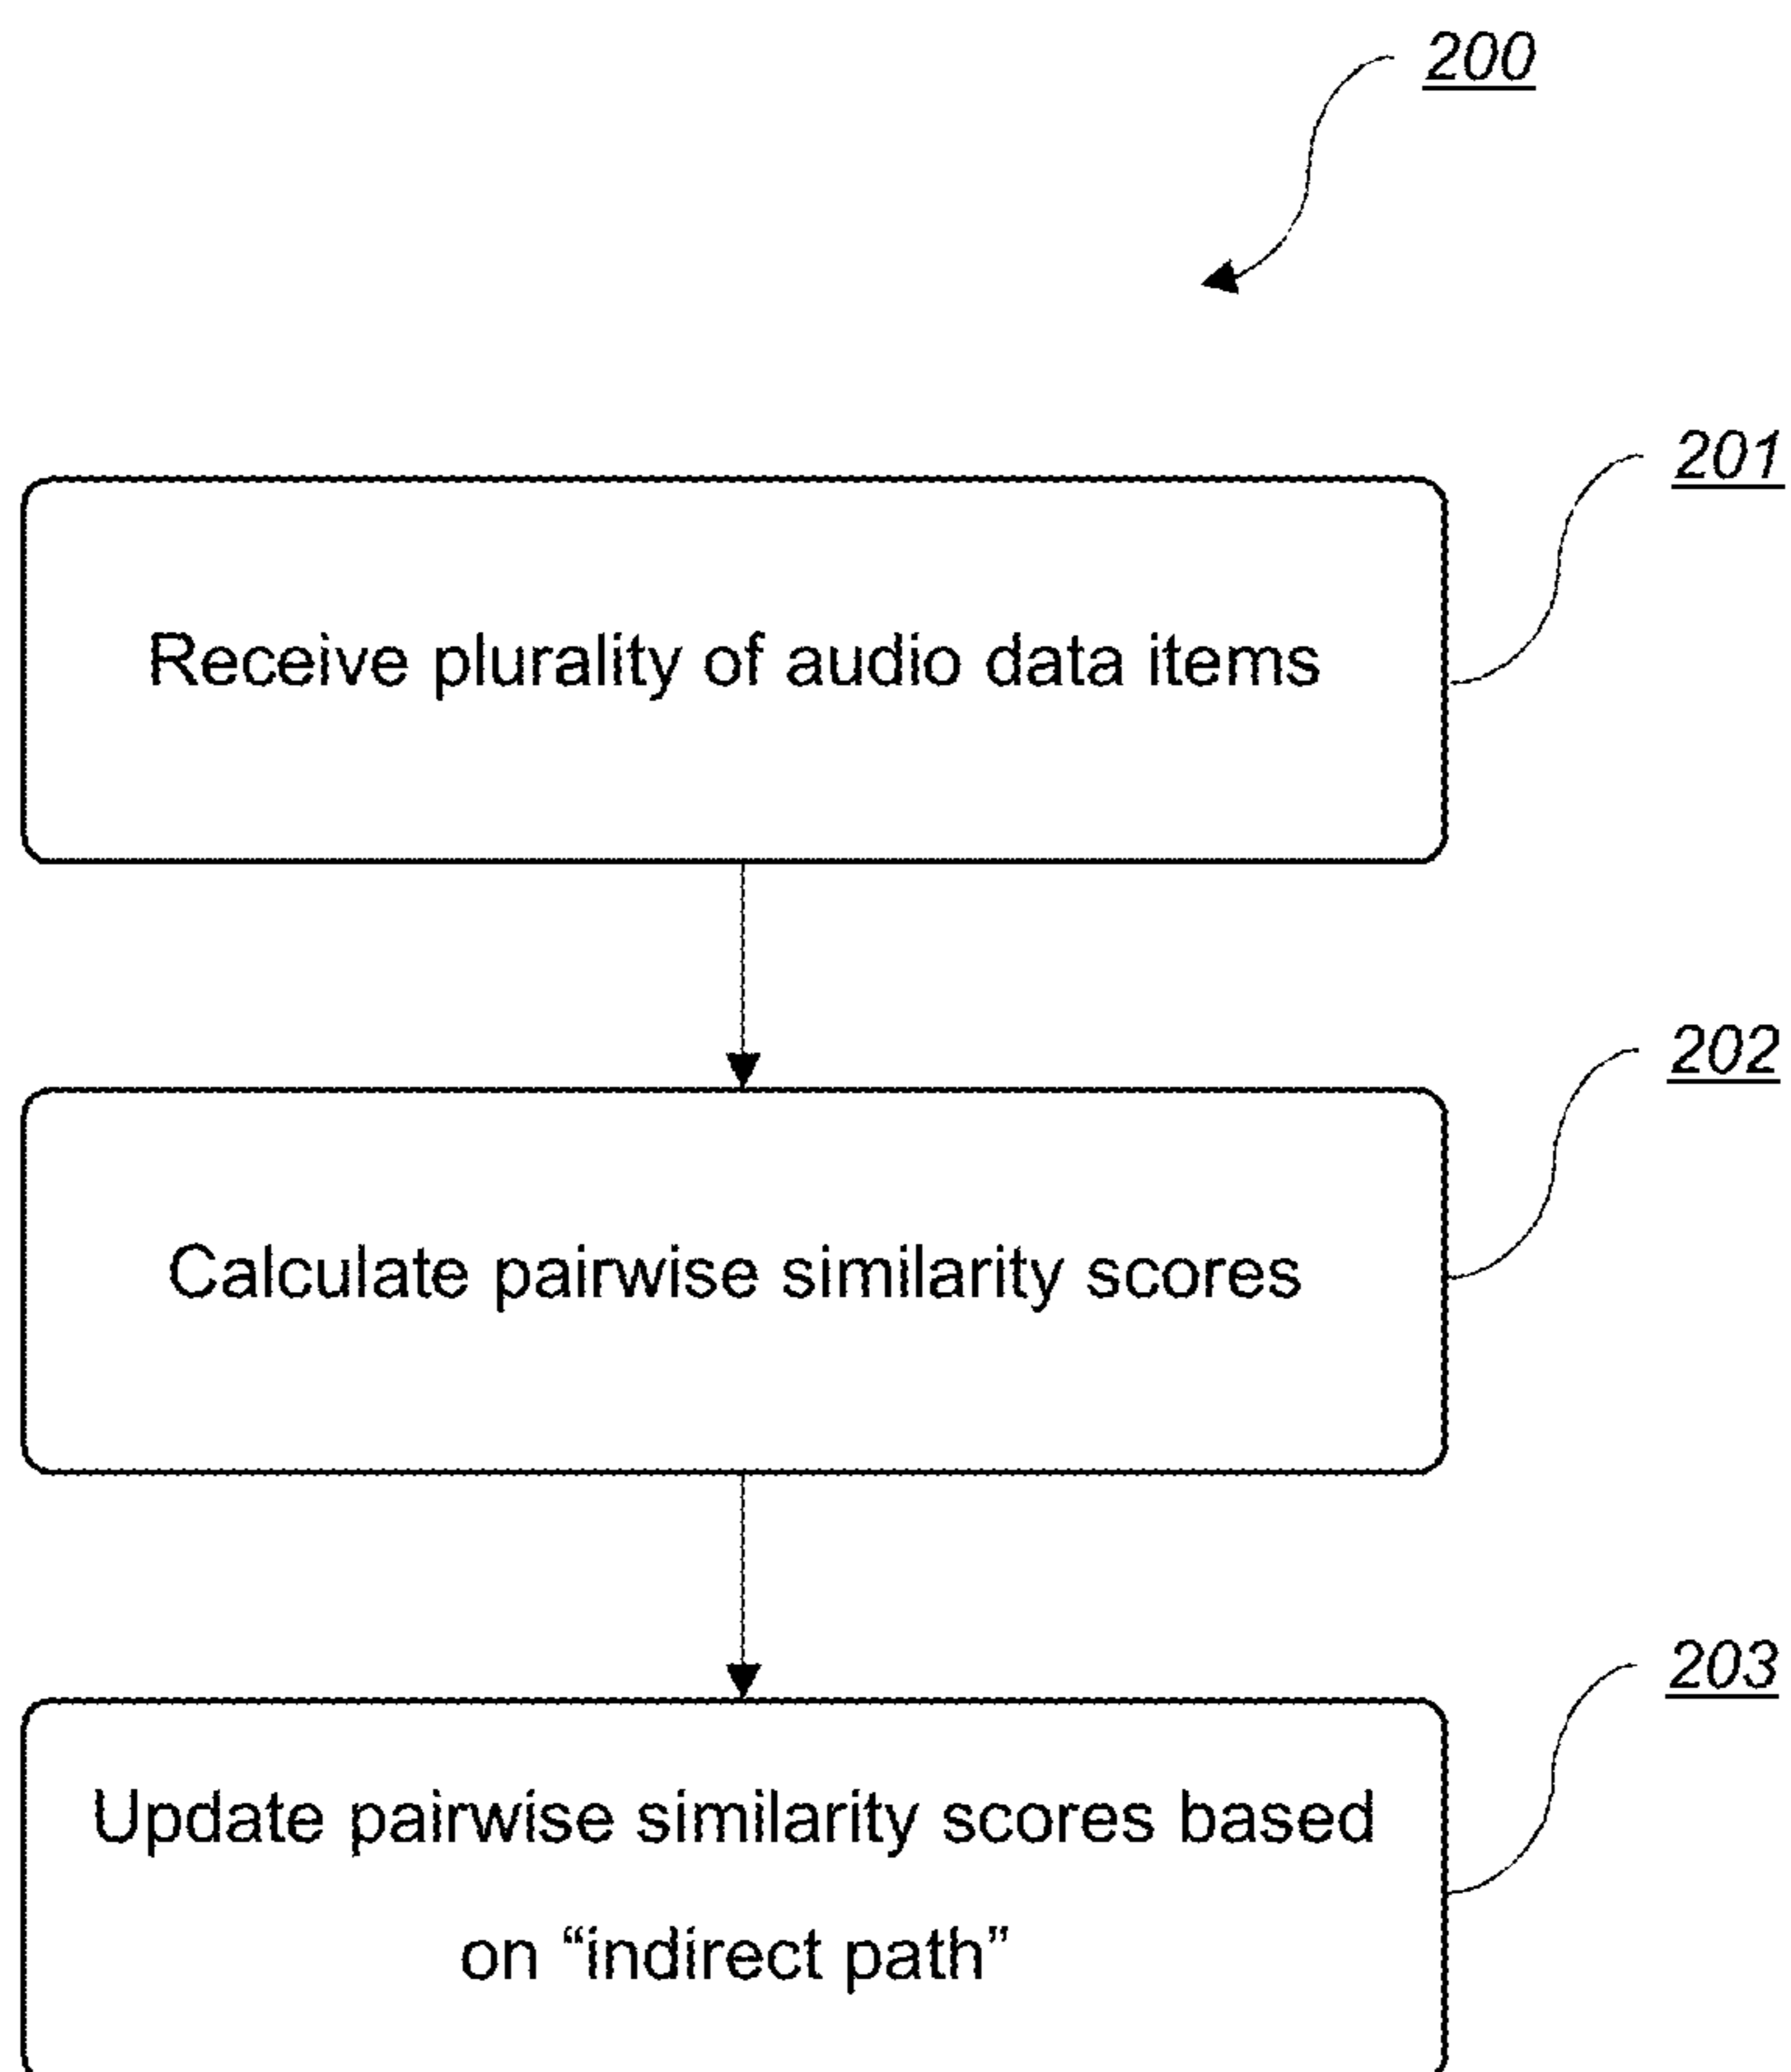 200
201
Receive plurality of audio data items
202
Calculate pairwise similarity scores
203
Update pairwise similarity scores based
on “indirect path”